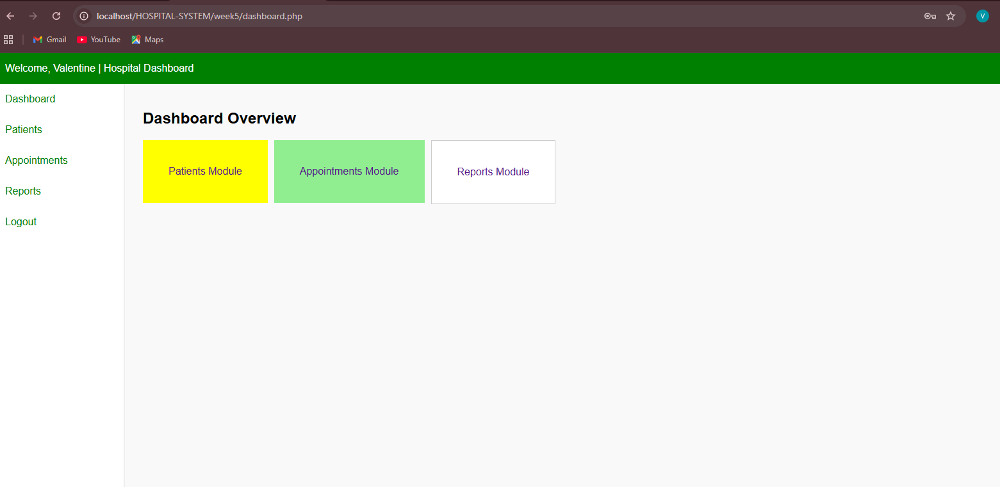 localhost/HOSPITAL-SYSTEM/week5/dashboard.php
V
Gmail YouTube Maps
Welcome, Valentine | Hospital Dashboard
Dashboard
Patients
Appointments
Reports
Logout
Dashboard Overview
Patients Module Appointments Module Reports Module